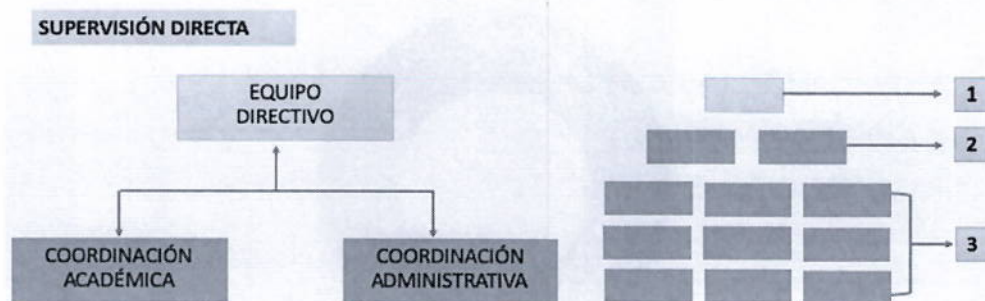 SUPERVISIÓN DIRECTA
EQUIPO
DIRECTIVO
COORDINACIÓN
ACADÉMICA
COORDINACIÓN
ADMINISTRATIVA
1
2
3